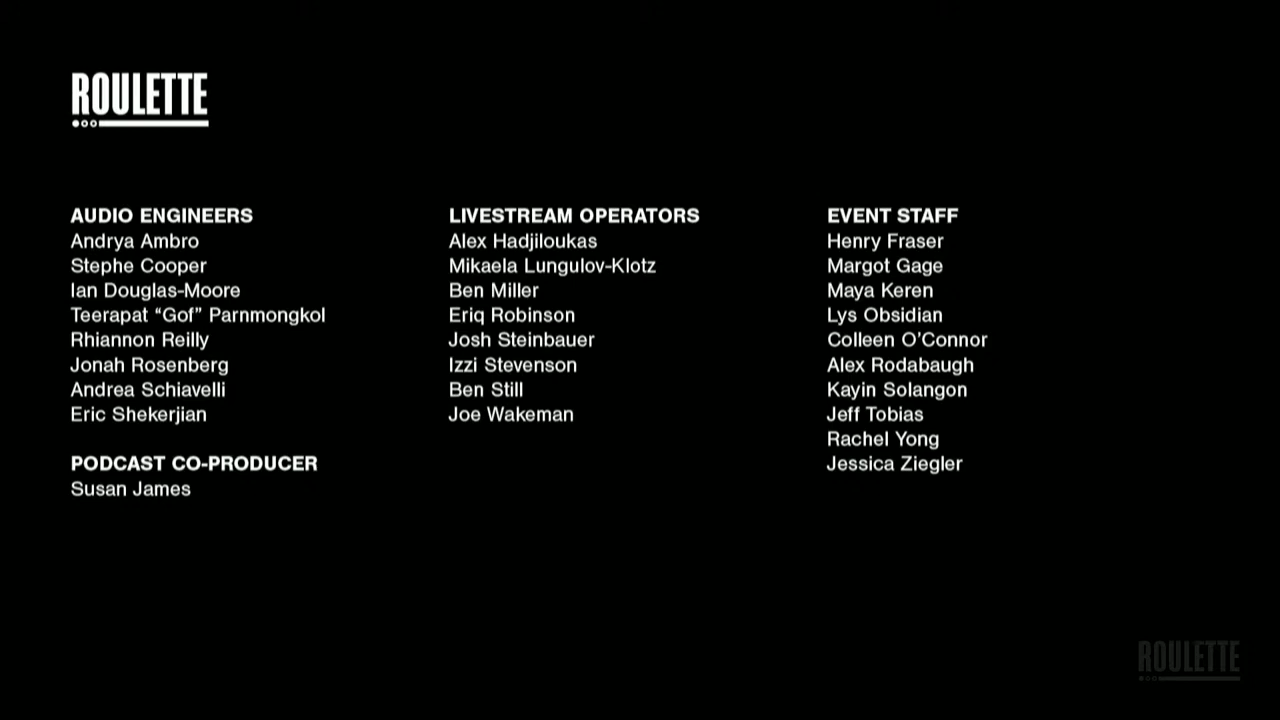 ROULETTE
AUDIO ENGINEERS
Andrya Ambro
Stephe Cooper
Ian Douglas-Moore
Teerapat “Gof” Parnmongkol
Rhiannon Reilly
Jonah Rosenberg
Andrea Schiavelli
Eric Shekerjian
PODCAST CO-PRODUCER
Susan James
LIVESTREAM OPERATORS
Alex Hadjiloukas
Mikaela Lungulov-Klotz
Ben Miller
Eriq Robinson
Josh Steinbauer
Izzi Stevenson
Ben Still
Joe Wakeman
EVENT STAFF
Henry Fraser
Margot Gage
Maya Keren
Lys Obsidian
Colleen O’Connor
Alex Rodabaugh
Kayin Solangon
Jeff Tobias
Rachel Yong
Jessica Ziegler
ROULETTE